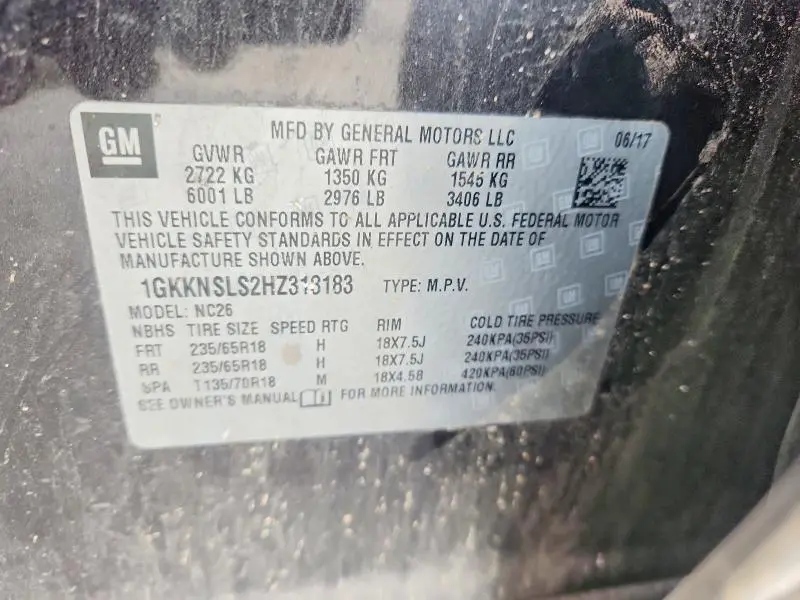 GM
MFD BY GENERAL MOTORS LLC 06/17
GVWR GAWR FRT GAWR RR
2722 KG 1350 KG 1545 KG
6001 LB 2976 LB 3406 LB
THIS VEHICLE CONFORMS TO ALL APPLICABLE U.S. FEDERAL MOTOR
VEHICLE SAFETY STANDARDS IN EFFECT ON THE DATE OF
MANUFACTURE SHOWN ABOVE.
1GKKNSLS2HZ313183 TYPE: M.P.V.
MODEL: NC26
NBHS TIRE SIZE SPEED RTG RIM COLD TIRE PRESSURE
FRT 235/65R18 H 18X7.5J 240KPA(35PSI)
RR 235/65R18 H 18X7.5J 240KPA(35PSI)
SPA T135/70R18 M 18X4.5B 420KPA(60PSI)
SEE OWNER'S MANUAL FOR MORE INFORMATION.